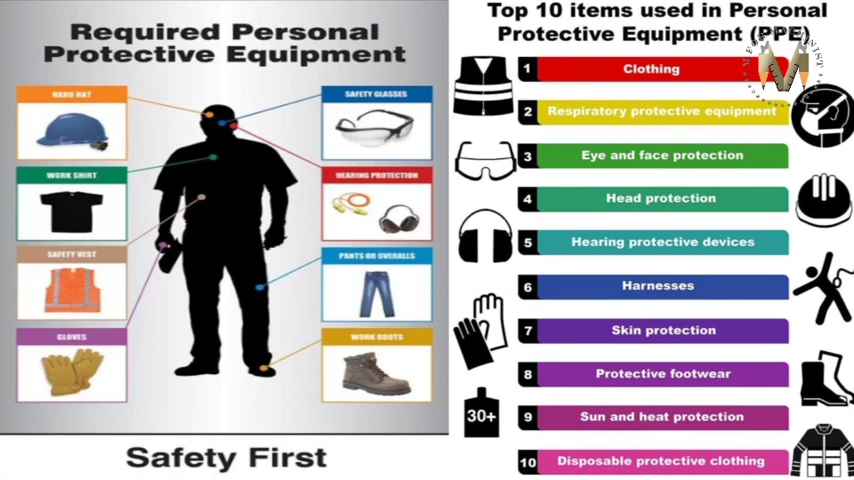 Required Personal
Protective Equipment
HARD HAT
SAFETY GLASSES
WORK SHIRT
HEARING PROTECTION
SAFETY VEST
PANTS OR OVERALLS
GLOVES
WORK BOOTS
Safety First
Top 10 items used in Personal
Protective Equipment (PPE)
1 Clothing
2 Respiratory protective equipment
3 Eye and face protection
4 Head protection
5 Hearing protective devices
6 Harnesses
7 Skin protection
8 Protective footwear
30+
9 Sun and heat protection
10 Disposable protective clothing